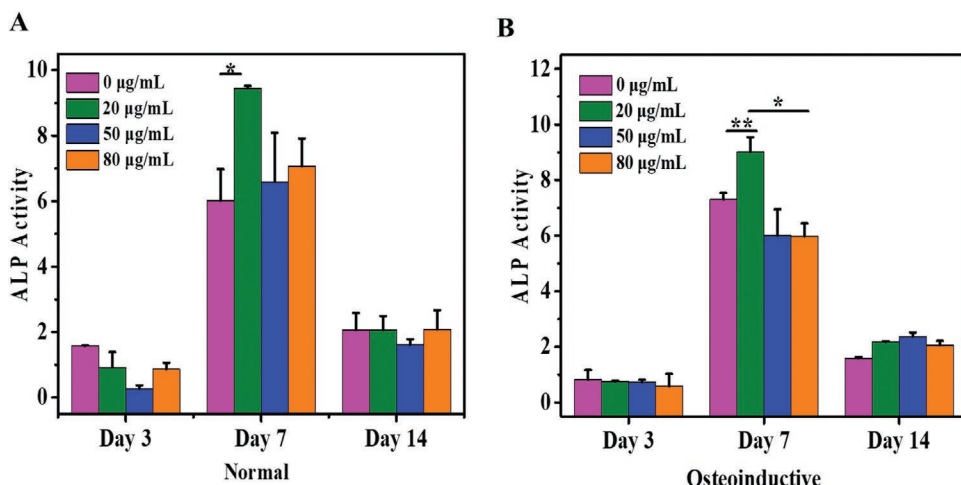 A
10
8
6
4
2
0
ALP Activity
0 µg/mL
20 µg/mL
50 µg/mL
80 µg/mL
*
Day 3
Day 7
Day 14
Normal
B
12
10
8
6
4
2
0
ALP Activity
0 µg/mL
20 µg/mL
50 µg/mL
80 µg/mL
*
**
Day 3
Day 7
Day 14
Osteoinductive